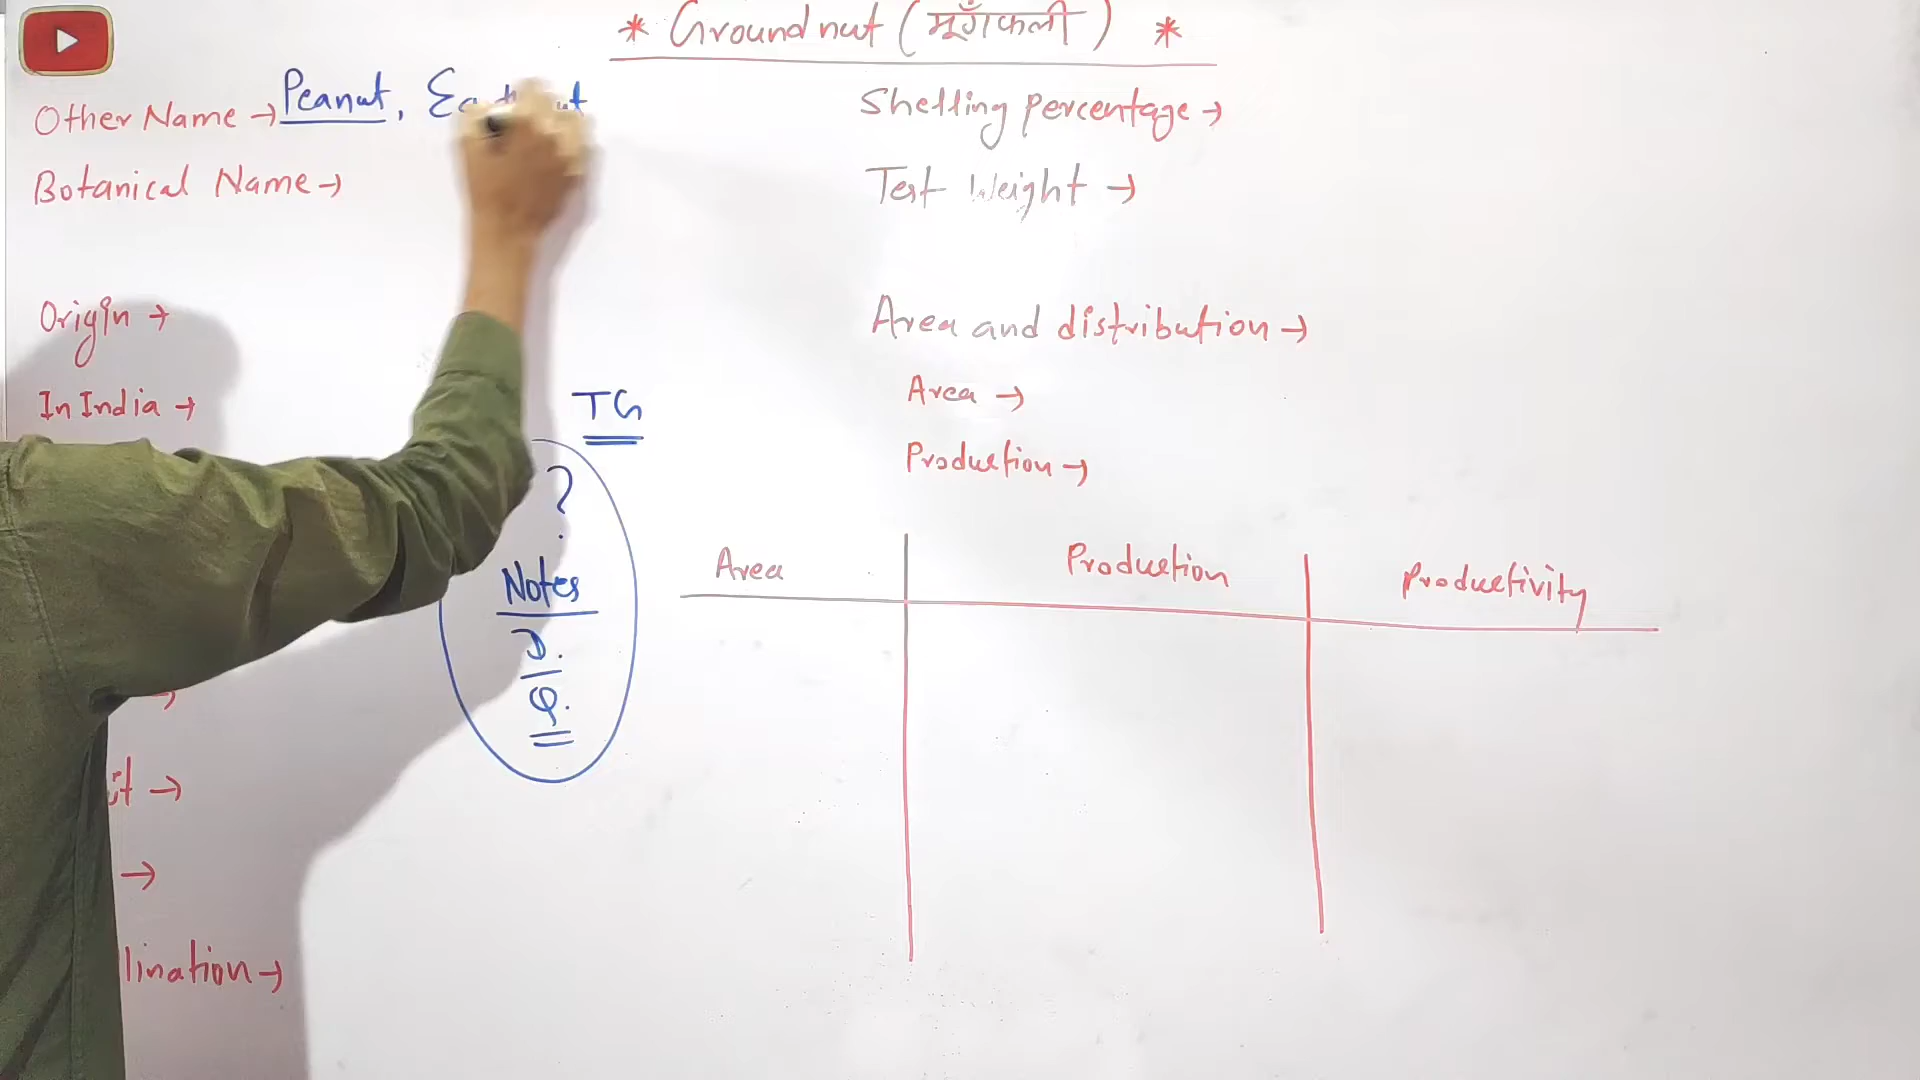 * Groundnut (मूँगफली) *
Other Name → Peanut,
Botanical Name →
Origin →
In India →
TG
?
Notes
D.
Q.
Shelling percentage →
Test Weight →
Area and distribution →
Area →
Production →
Area Production Productivity